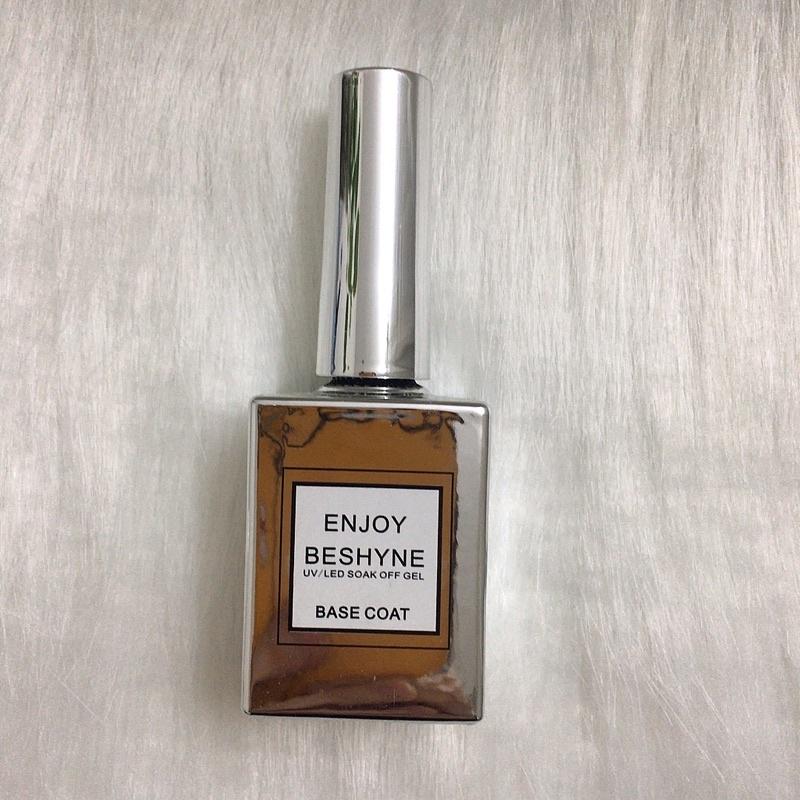 ENJOY
BESHYNE
UV/LED SOAK OFF GEL
BASE COAT